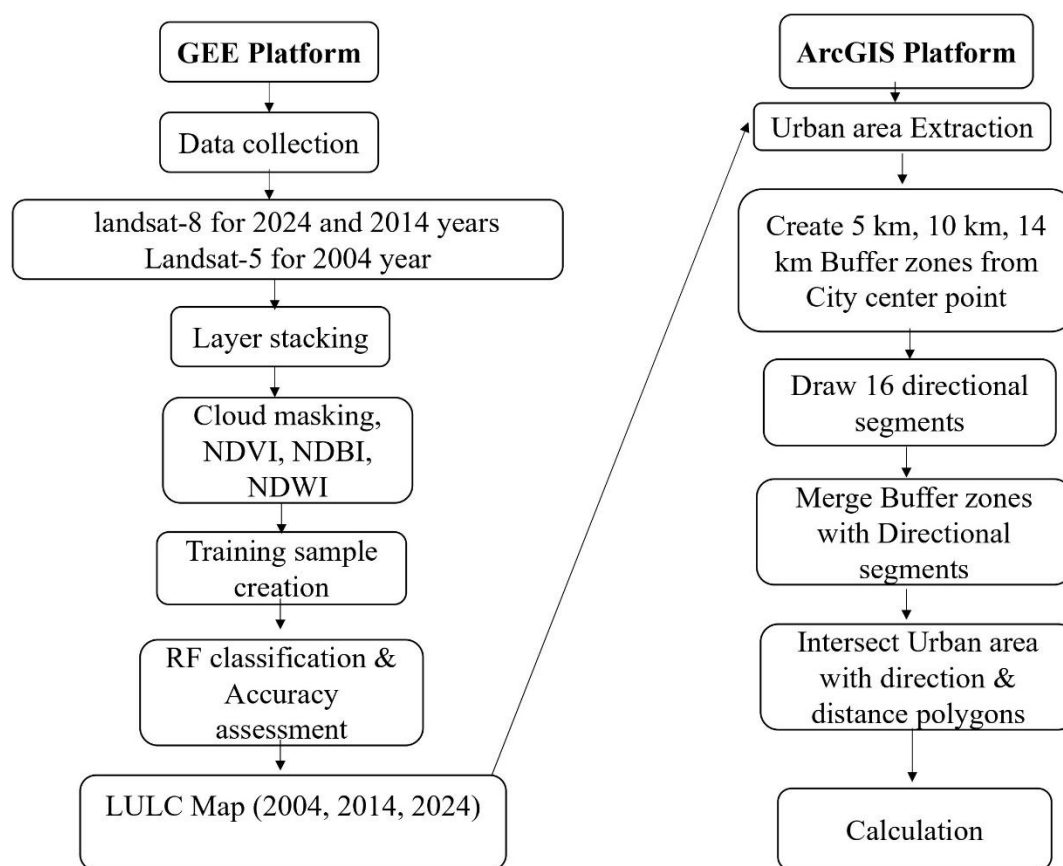 GEE Platform
Data collection
landsat-8 for 2024 and 2014 years
Landsat-5 for 2004 year
Layer stacking
Cloud masking,
NDVI, NDBI,
NDWI
Training sample
creation
RF classification &
Accuracy
assessment
LULC Map (2004, 2014, 2024)
ArcGIS Platform
Urban area Extraction
Create 5 km, 10 km, 14
km Buffer zones from
City center point
Draw 16 directional
segments
Merge Buffer zones
with Directional
segments
Intersect Urban area
with direction &
distance polygons
Calculation